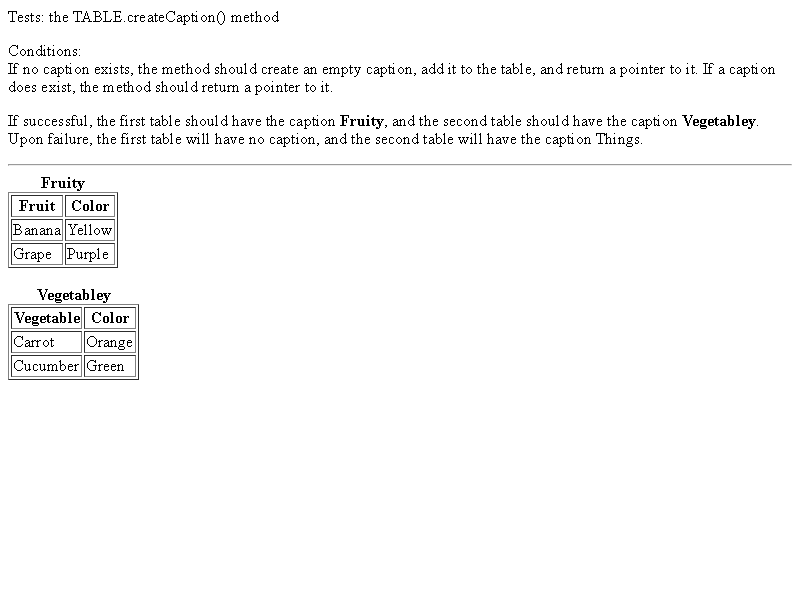 Tests: the TABLE.createCaption() method
Conditions:
If no caption exists, the method should create an empty caption, add it to the table, and return a pointer to it. If a caption
does exist, the method should return a pointer to it.
If successful, the first table should have the caption Fruity, and the second table should have the caption Vegetabley.
Upon failure, the first table will have no caption, and the second table will have the caption Things.
Fruity
Fruit Color
Banana Yellow
Grape Purple
Vegetabley
Vegetable Color
Carrot Orange
Cucumber Green